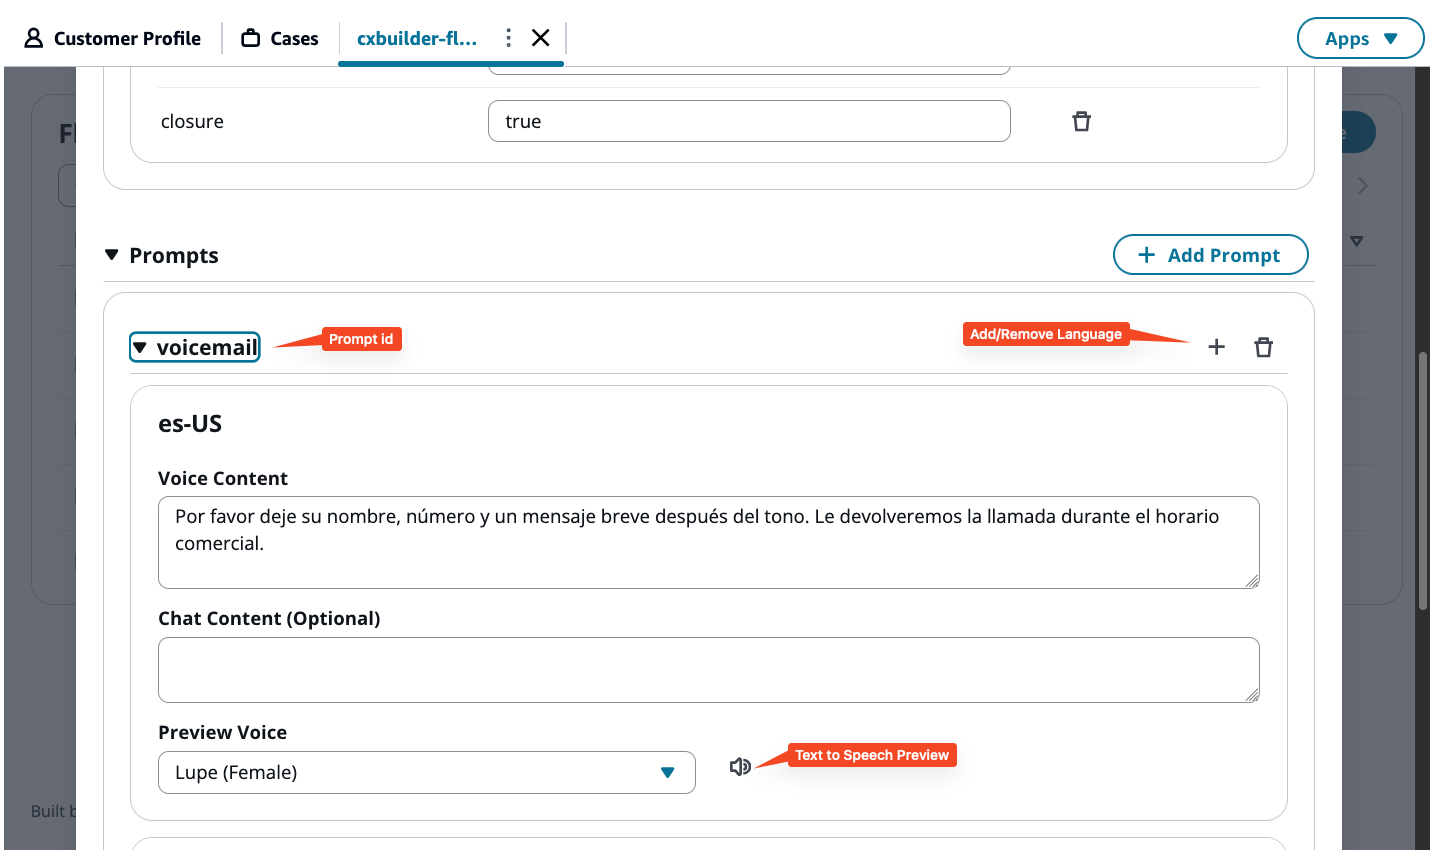 Customer Profile
Cases
cxbuilder-fl...
Apps
closure
true
Prompts
Add Prompt
voicemail
Prompt id
Add/Remove Language
es-US
Voice Content
Por favor deje su nombre, número y un mensaje breve después del tono. Le devolveremos la llamada durante el horario
comercial.
Chat Content (Optional)
Preview Voice
Lupe (Female)
Text to Speech Preview
Built